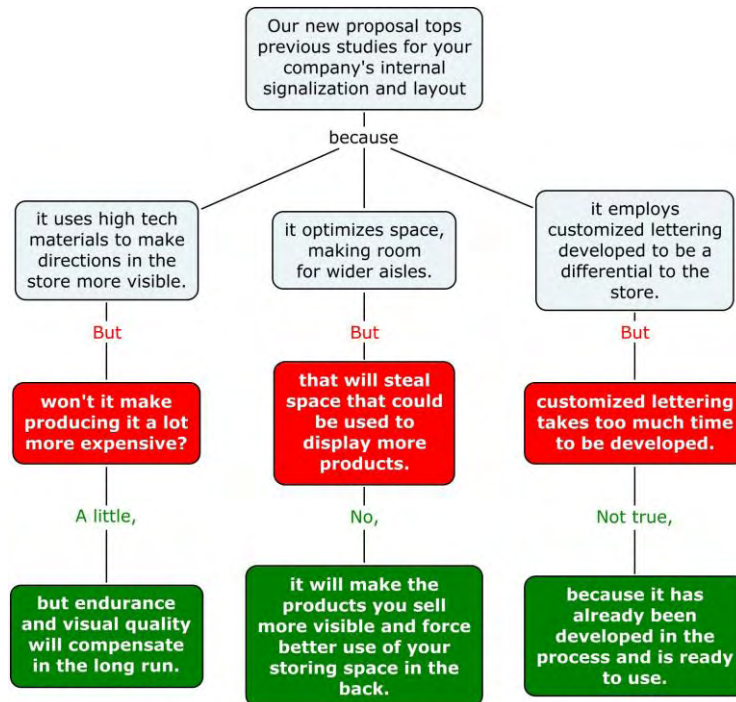 Our new proposal tops
previous studies for your
company's internal
signalization and layout
because
it uses high tech
materials to make
directions in the
store more visible.
it optimizes space,
making room
for wider aisles.
it employs
customized lettering
developed to be a
differential to the
store.
But
But
But
won't it make
producing it a lot
more expensive?
that will steal
space that could
be used to
display more
products.
customized lettering
takes too much time
to be developed.
A little,
No,
Not true,
but endurance
and visual quality
will compensate
in the long run.
it will make the
products you sell
more visible and force
better use of your
storing space in the
back.
because it has
already been
developed in the
process and is ready
to use.